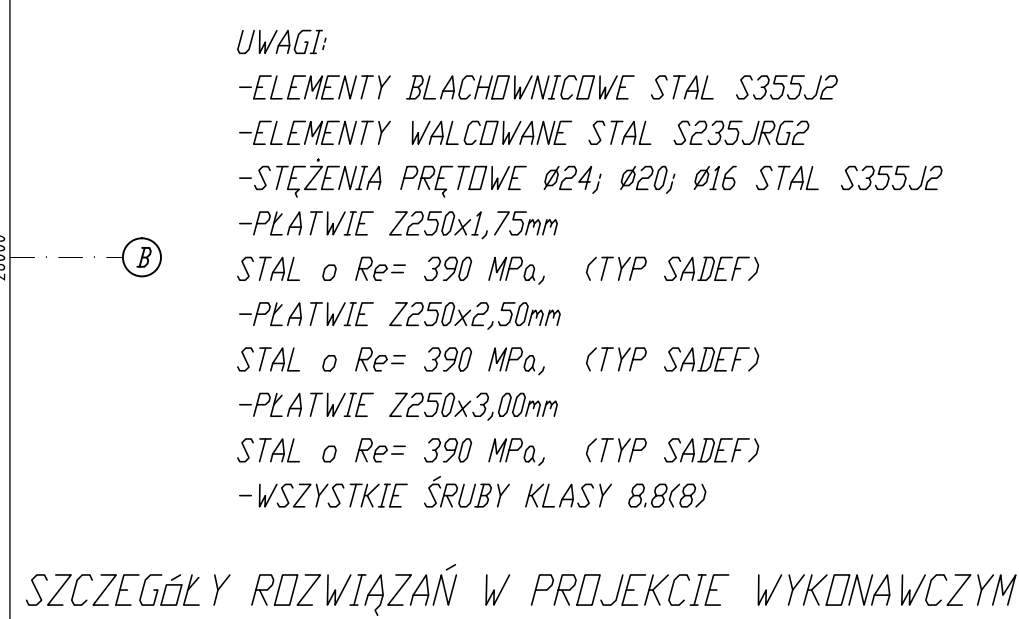 UWAGI:
-ELEMENTY BLACHOWNICOWE STAL S355J2
-ELEMENTY WALCOWANE STAL S235JRG2
-STĘŻENIA PRĘTOWE Ø24; Ø20; Ø16 STAL S355J2
-PŁATWIE Z250x1,75mm
B
STAL o Re= 390 MPa, (TYP SADEF)
-PŁATWIE Z250x2,50mm
STAL o Re= 390 MPa, (TYP SADEF)
-PŁATWIE Z250x3,00mm
STAL o Re= 390 MPa, (TYP SADEF)
-WSZYSTKIE ŚRUBY KLASY 8.8(8)
SZCZEGóŁY ROZWIĄZAŃ W PROJEKCIE WYKONAWCZYM